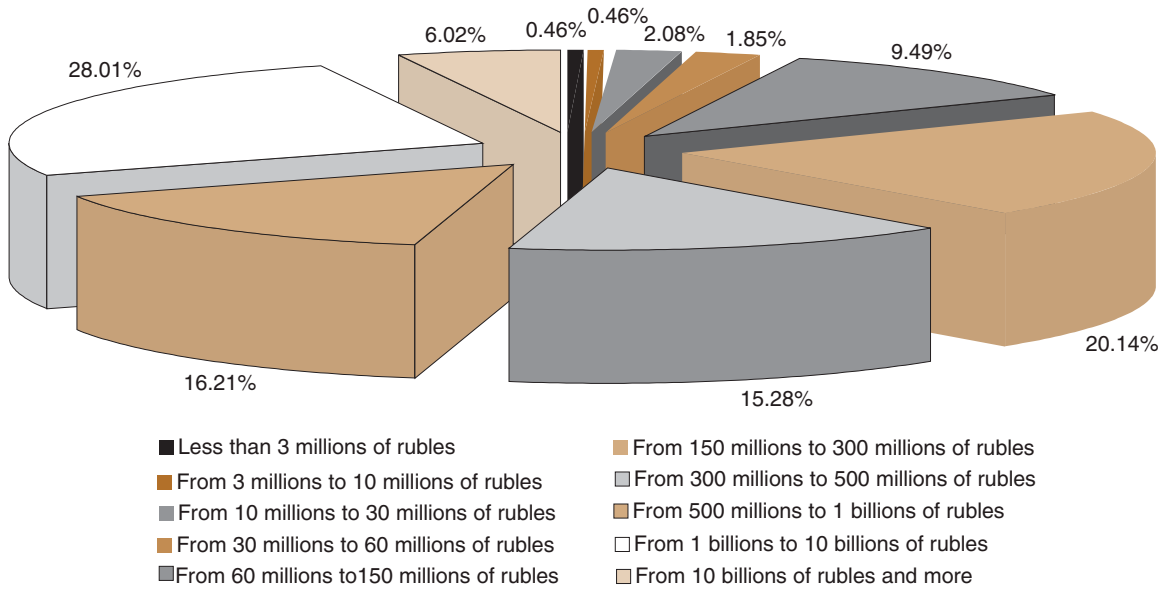 0.46%
0.46%
2.08%
1.85%
6.02%
9.49%
28.01%
20.14%
16.21%
15.28%
Less than 3 millions of rubles
From 3 millions to 10 millions of rubles
From 10 millions to 30 millions of rubles
From 30 millions to 60 millions of rubles
From 60 millions to150 millions of rubles
From 150 millions to 300 millions of rubles
From 300 millions to 500 millions of rubles
From 500 millions to 1 billions of rubles
From 1 billions to 10 billions of rubles
From 10 billions of rubles and more